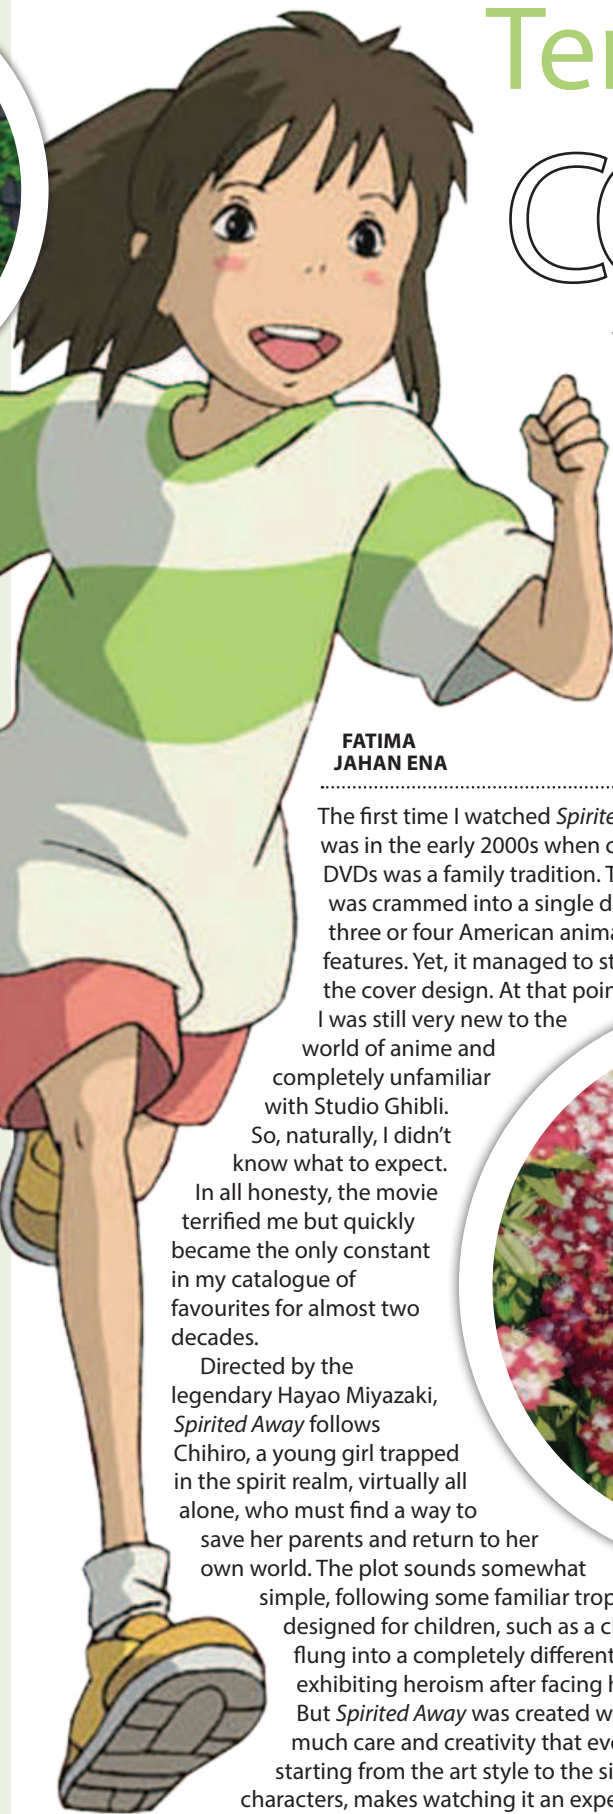 FATIMA
JAHAN ENA
The first time I watched
was in the early 2000s when
DVDs was a family tradition.
was crammed into a single
three or four American
features. Yet, it managed to
the cover design. At that
I was still very new to the
world of anime and
completely unfamiliar
with Studio Ghibli.
So, naturally, I didn't
know what to expect.
In all honesty, the movie
terrified me but quickly
became the only constant
in my catalogue of
favourites for almost two
decades.
Directed by the
legendary Hayao Miyazaki,
Spirited Away follows
Chihiro, a young girl trapped
in the spirit realm, virtually all
alone, who must find a way to
save her parents and return to her
own world. The plot sounds somewhat
simple, following some familiar
designed for children, such as a
flung into a completely different
exhibiting heroism after facing
But Spirited Away was created
much care and creativity that
starting from the art style to the
characters, makes watching it an